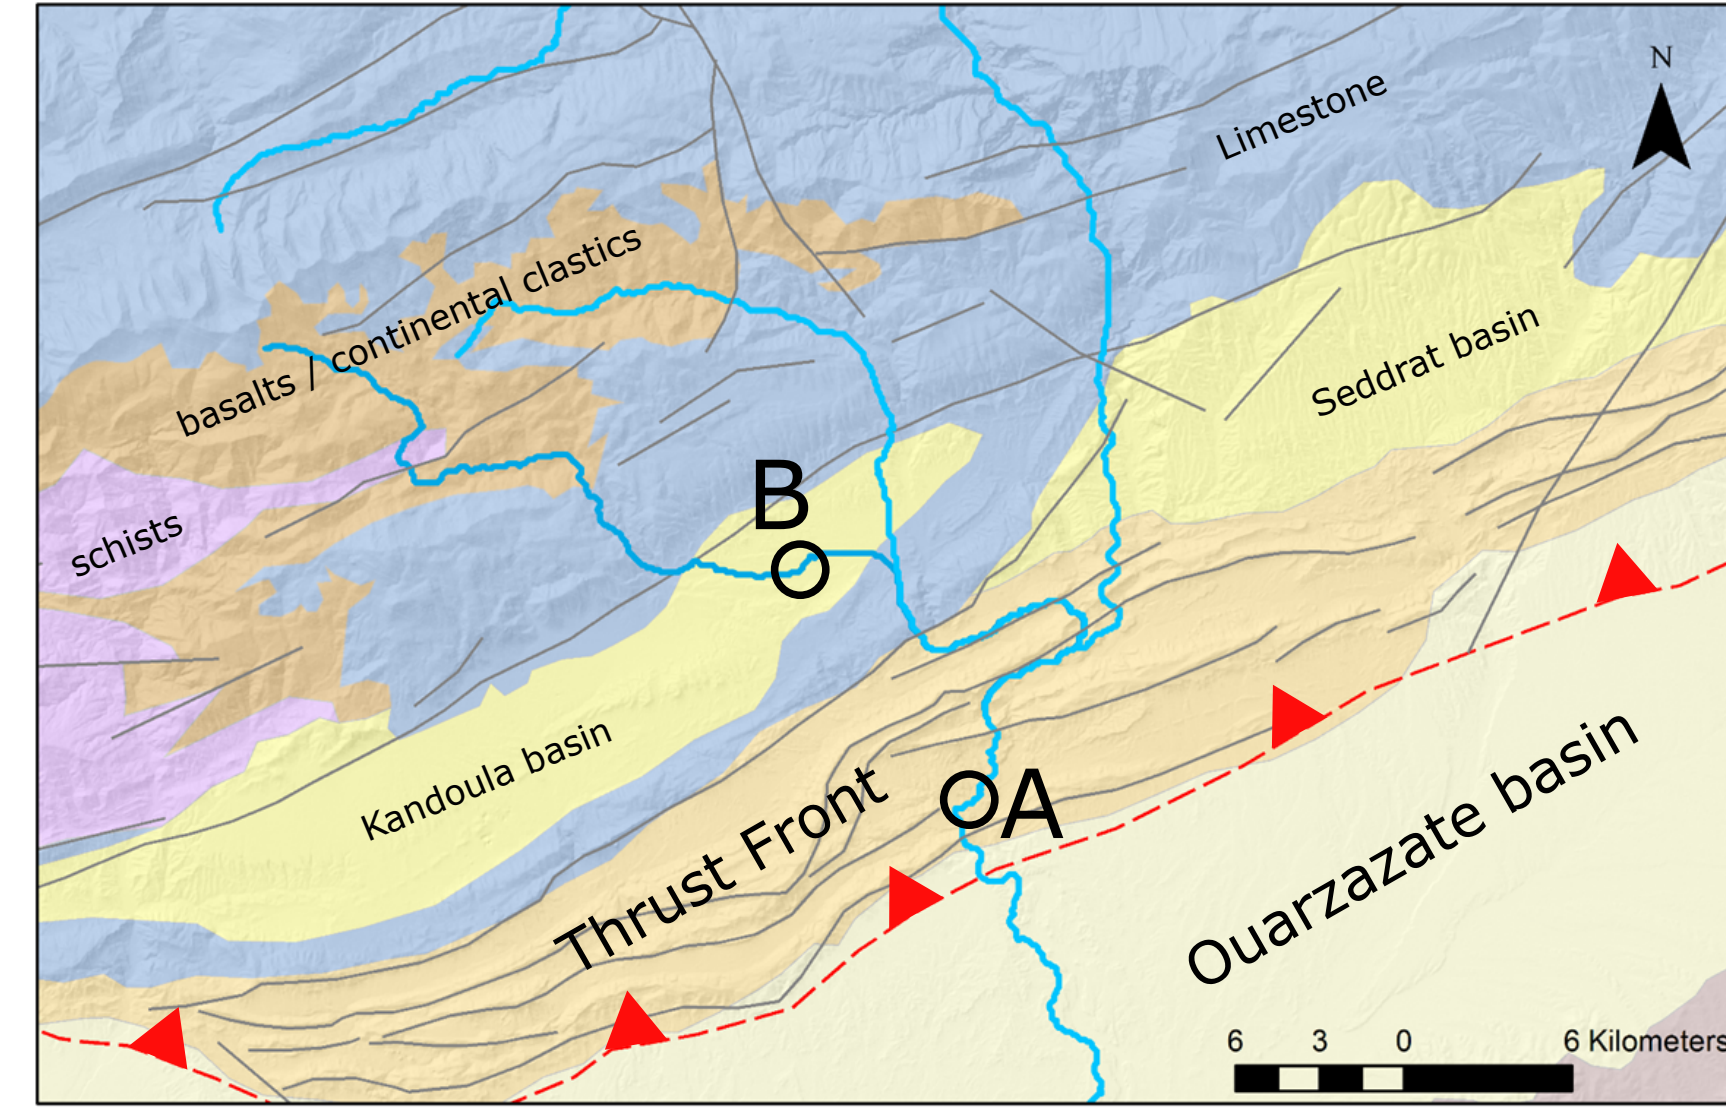 N
Limestone
basalts / continental clastics
Seddrat basin
B
schists
Kandoula basin
Thrust Front
A
Ouarzazate basin
6 3 0 6 Kilometers